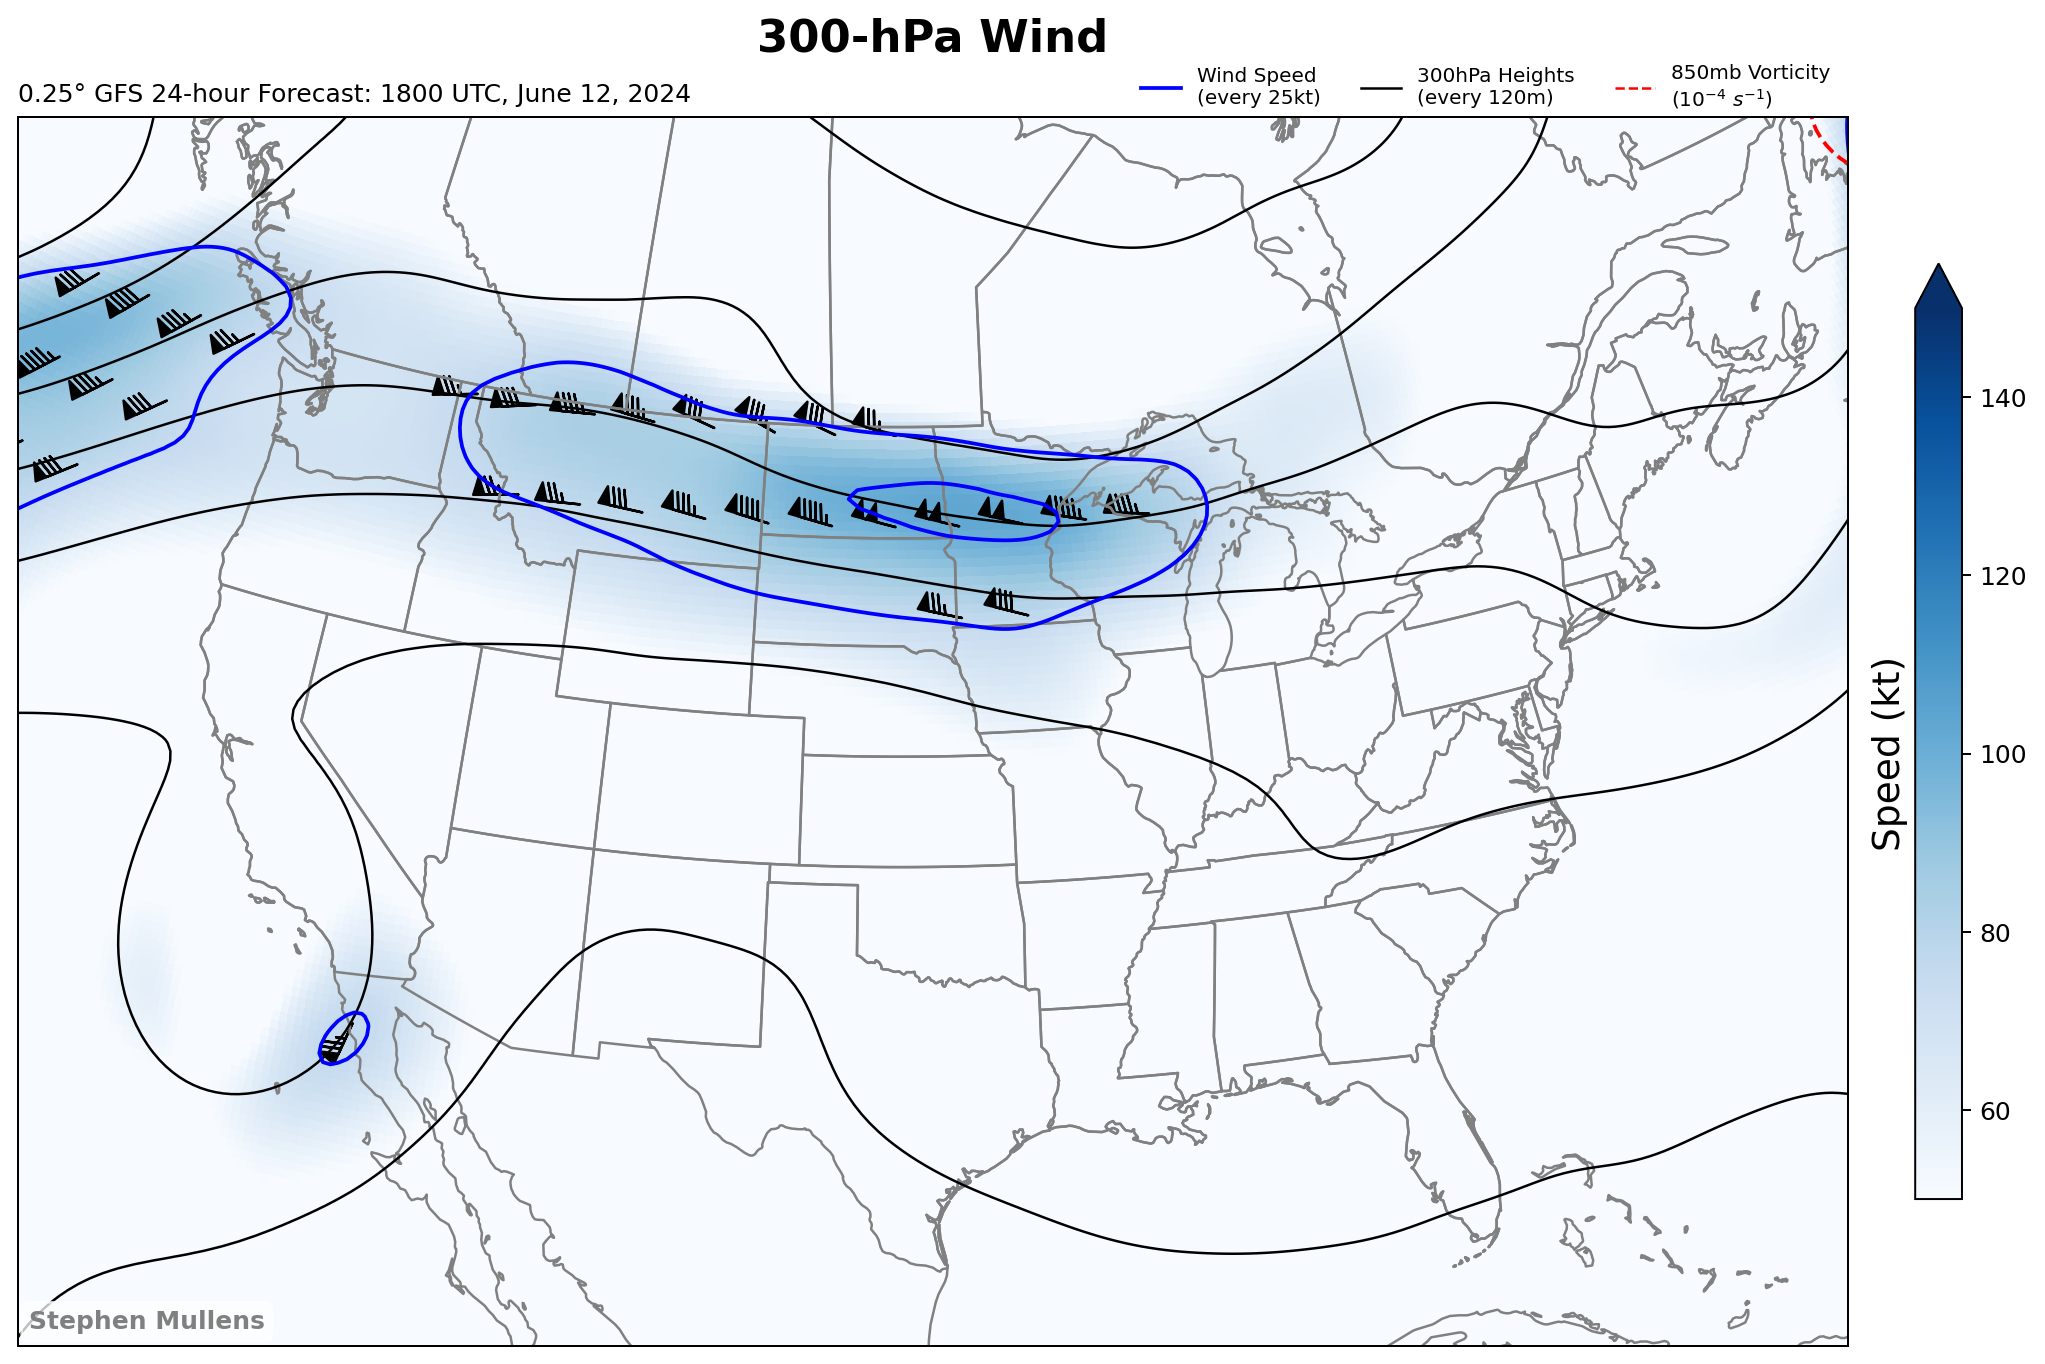 300-hPa Wind
0.25° GFS 24-hour Forecast: 1800 UTC, June 12, 2024
Wind Speed
(every 25kt)
300hPa Heights
(every 120m)
850mb Vorticity
(10⁻⁴ s⁻¹)
140
120
100
80
60
Speed (kt)
Stephen Mullens